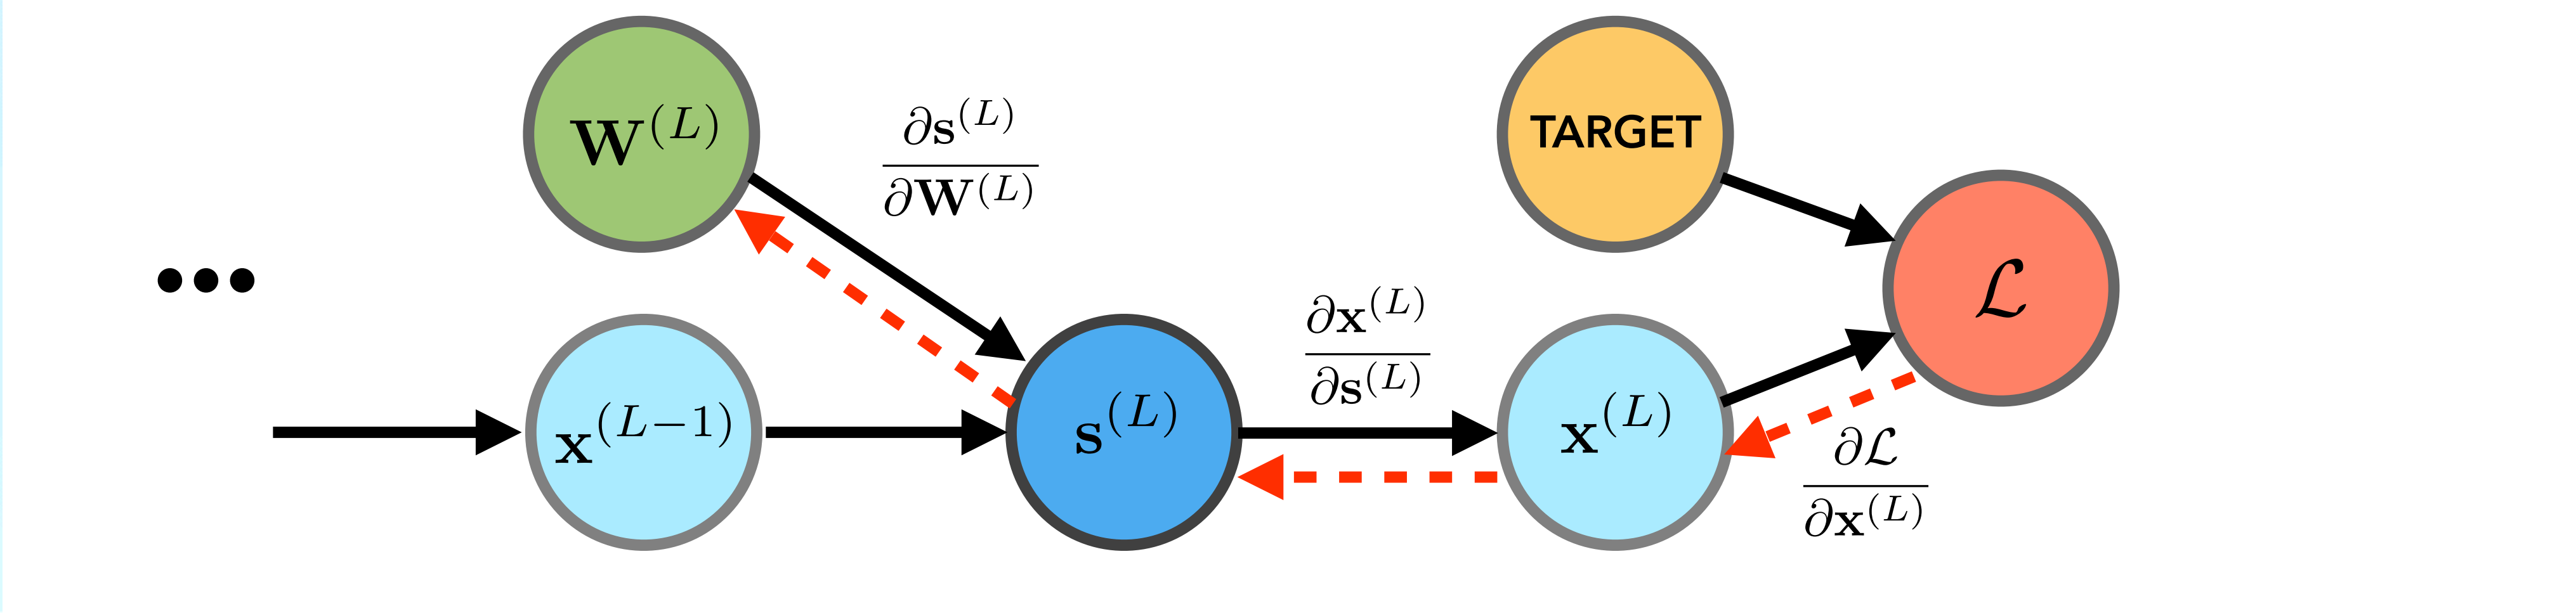 •••
W^(L)
∂s^(L)
∂W^(L)
TARGET
ℒ
x^(L−1)
s^(L)
∂x^(L)
∂s^(L)
x^(L)
∂ℒ
∂x^(L)